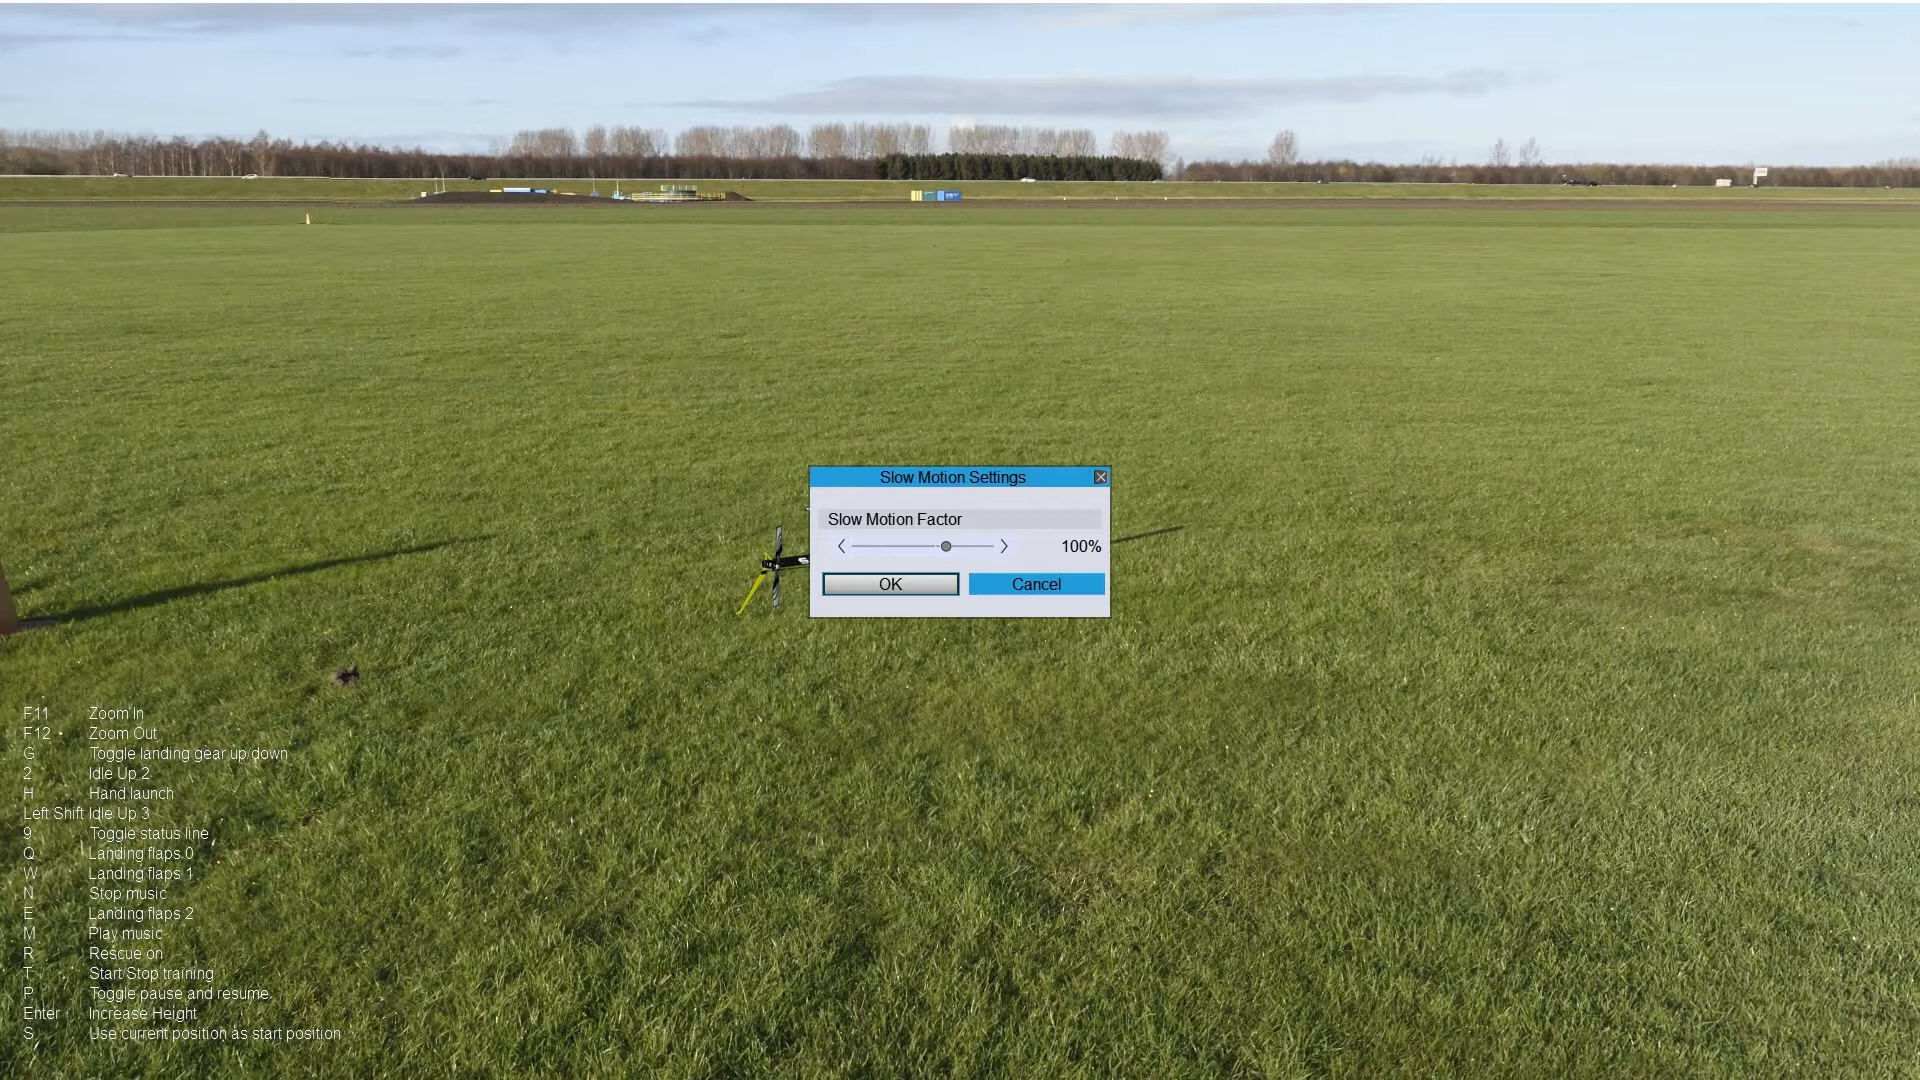 Slow Motion Settings
Slow Motion Factor
100%
OK
Cancel
F11 Zoom In
F12 Zoom Out
G Toggle landing gear up/down
2 Idle Up 2
H Hand launch
Left Shift Idle Up 3
9 Toggle status line
Q Landing flaps 0
W Landing flaps 1
N Stop music
E Landing flaps 2
M Play music
R Rescue on
T Start/Stop training
P Toggle pause and resume.
Enter Increase Height
S Use current position as start position